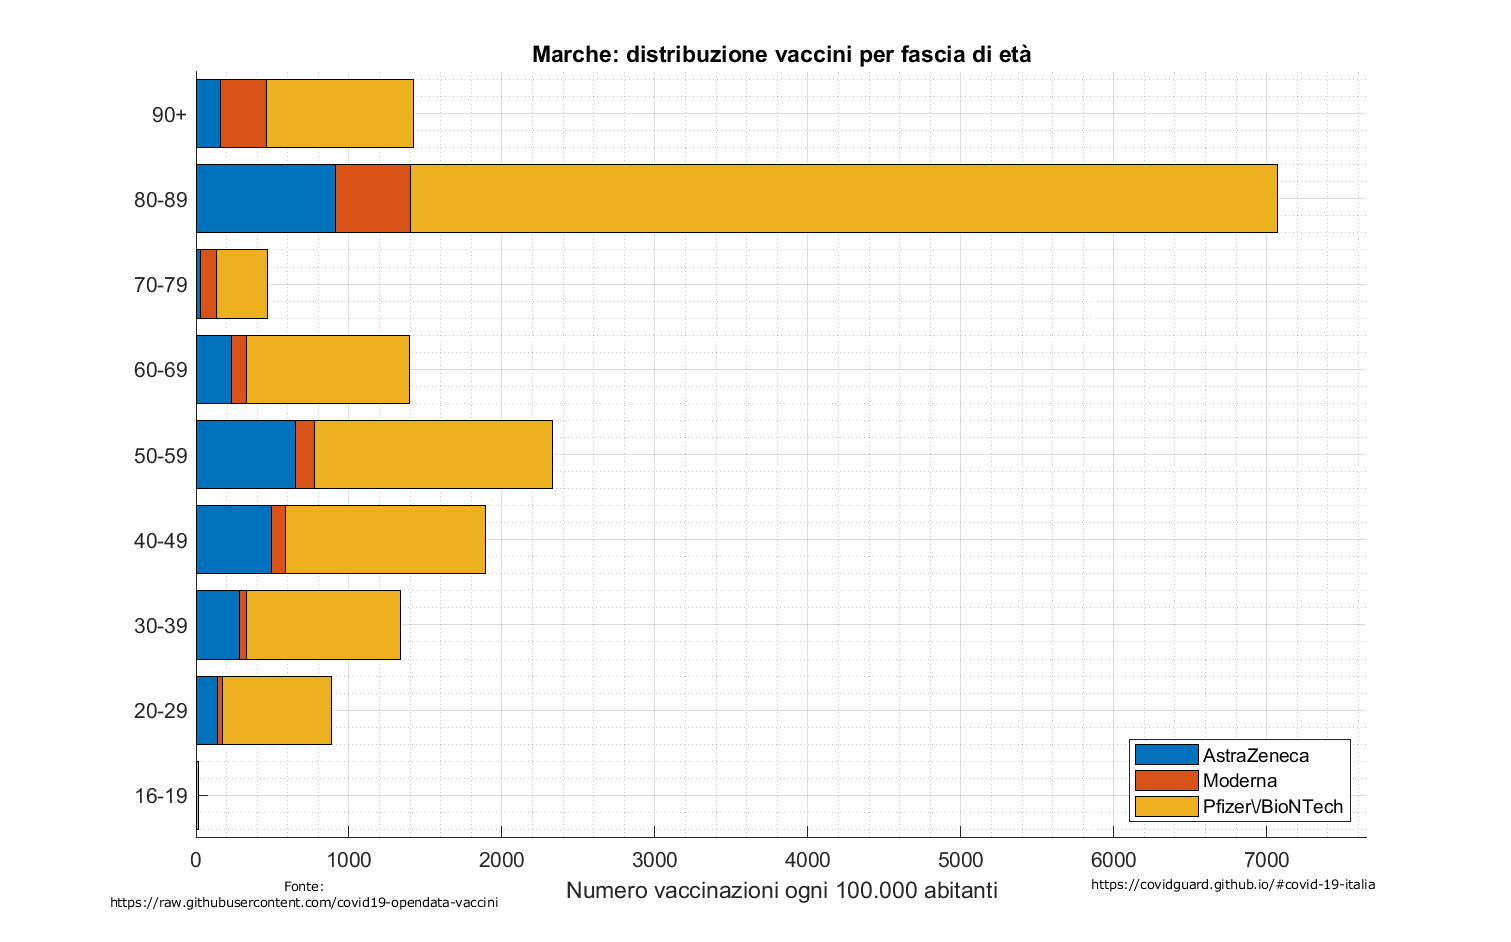 Marche: distribuzione vaccini per fascia di età
90+
80-89
70-79
60-69
50-59
40-49
30-39
20-29
16-19
AstraZeneca
Moderna
Pfizer\/BioNTech
0 1000 2000 3000 4000 5000 6000 7000
Numero vaccinazioni ogni 100.000 abitanti
Fonte:
https://raw.githubusercontent.com/covid19-opendata-vaccini
https://covidguard.github.io/#covid-19-italia